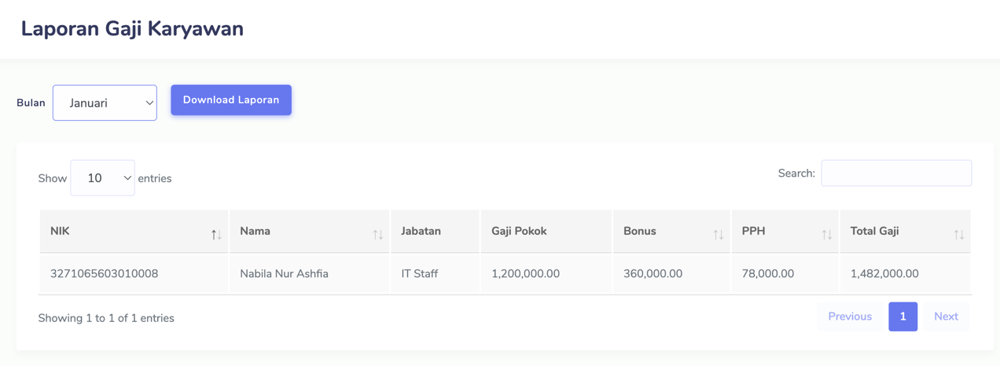 Laporan Gaji Karyawan
Bulan Januari Download Laporan
Show 10 entries Search:
NIK Nama Jabatan Gaji Pokok Bonus PPH Total Gaji
3271065603010008 Nabila Nur Ashfia IT Staff 1,200,000.00 360,000.00 78,000.00 1,482,000.00
Showing 1 to 1 of 1 entries Previous 1 Next